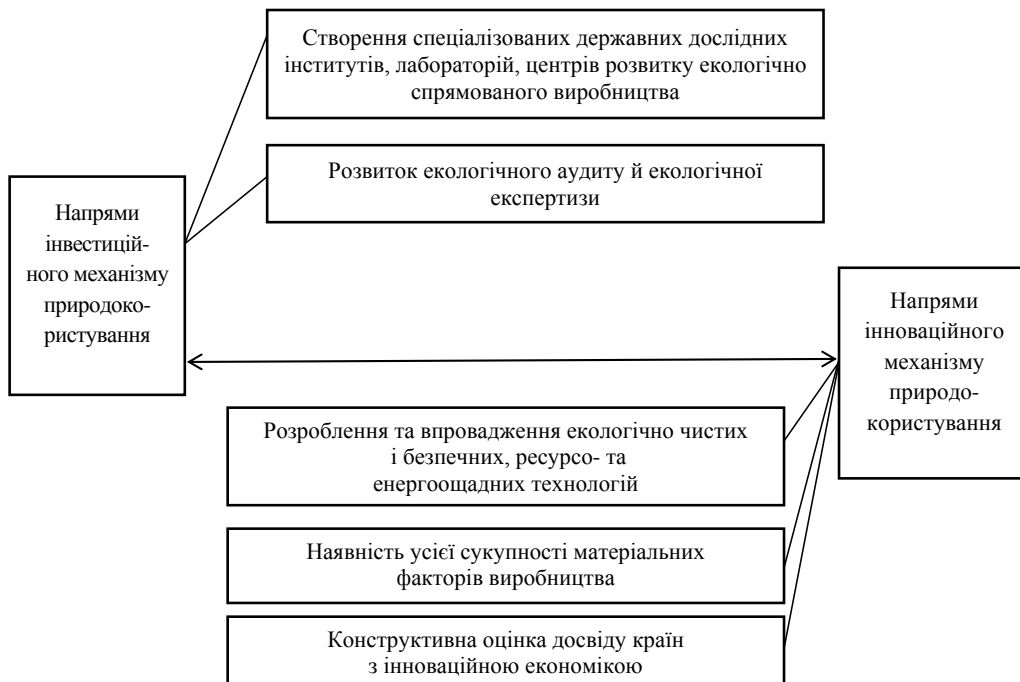 Створення спеціалізованих державних дослідних
інститутів, лабораторій, центрів розвитку екологічно
спрямованого виробництва
Розвиток екологічного аудиту й екологічної
експертизи
Напрями
інвестицій-
ного механізму
природоко-
ристування
Напрями
інноваційного
механізму
природо-
користування
Розроблення та впровадження екологічно чистих
і безпечних, ресурсо- та
енергоощадних технологій
Наявність усієї сукупності матеріальних
факторів виробництва
Конструктивна оцінка досвіду країн
з інноваційною економікою